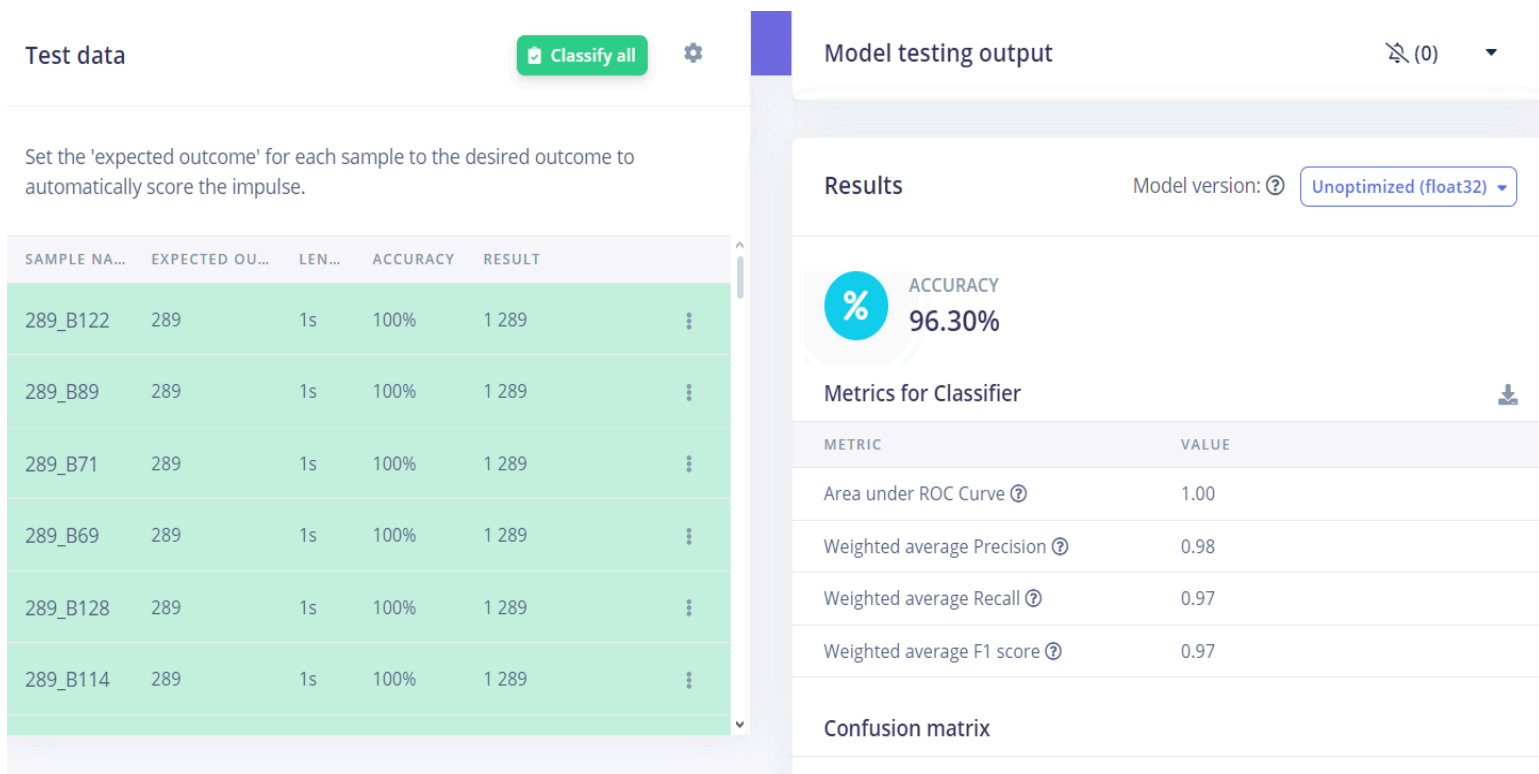 Test data
Classify all
Set the 'expected outcome' for each sample to the desired outcome to
automatically score the impulse.
SAMPLE NA... EXPECTED OU... LEN... ACCURACY RESULT
289_B122 289 1s 100% 1 289
289_B89 289 1s 100% 1 289
289_B71 289 1s 100% 1 289
289_B69 289 1s 100% 1 289
289_B128 289 1s 100% 1 289
289_B114 289 1s 100% 1 289
Model testing output
(0)
Results
Model version: Unoptimized (float32)
%
ACCURACY
96.30%
Metrics for Classifier
METRIC VALUE
Area under ROC Curve 1.00
Weighted average Precision 0.98
Weighted average Recall 0.97
Weighted average F1 score 0.97
Confusion matrix